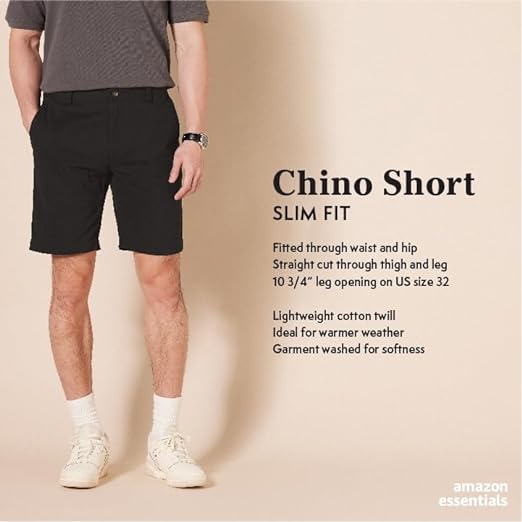 Chino Short
SLIM FIT
Fitted through waist and hip
Straight cut through thigh and leg
10 3/4" leg opening on US size 32
Lightweight cotton twill
Ideal for warmer weather
Garment washed for softness
amazon
essentials